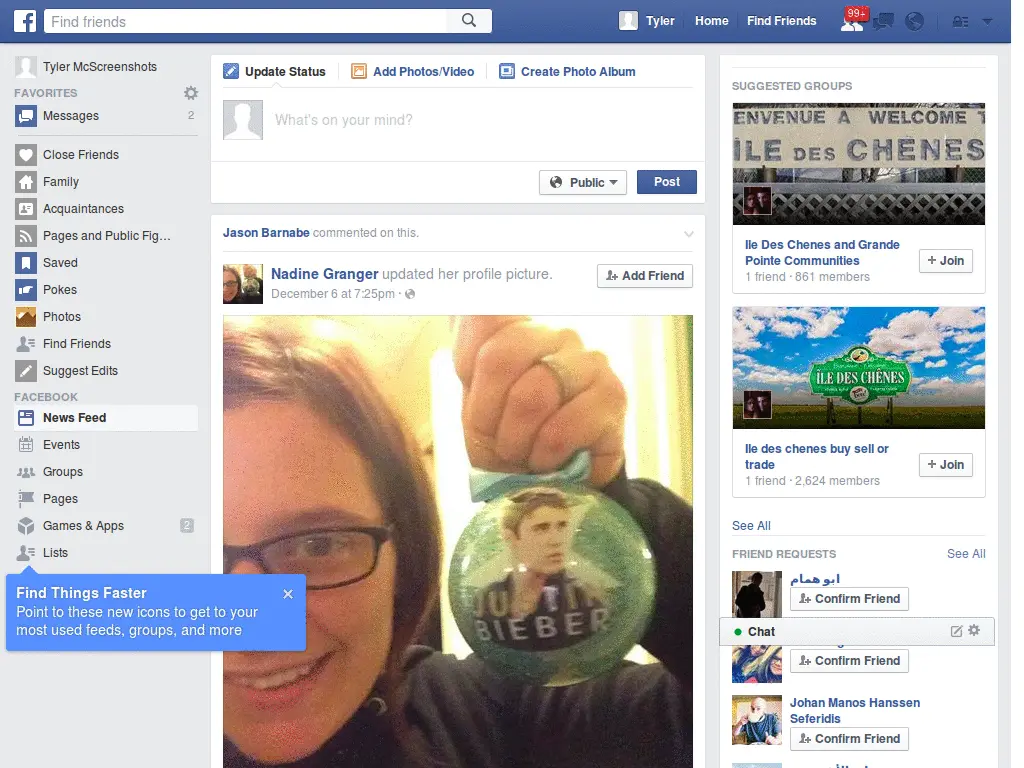 f
Find friends
Tyler
Home
Find Friends
99+
Tyler McScreenshots
FAVORITES
Messages
2
Close Friends
Family
Acquaintances
Pages and Public Fig...
Saved
Pokes
Photos
Find Friends
Suggest Edits
FACEBOOK
News Feed
Events
Groups
Pages
Games & Apps
2
Lists
Find Things Faster
Point to these new icons to get to your
most used feeds, groups, and more
Update Status
Add Photos/Video
Create Photo Album
What's on your mind?
Public
Post
Jason Barnabe commented on this.
Nadine Granger updated her profile picture.
December 6 at 7:25pm ·
Add Friend
JUSTIN
BIEBER
SUGGESTED GROUPS
ENVENUE À WELCOME T
ÎLE DES CHÊNES
Ile Des Chenes and Grande
Pointe Communities
1 friend · 861 members
+ Join
ÎLE DES CHÊNES
Ile des chenes buy sell or
trade
1 friend · 2,624 members
+ Join
See All
FRIEND REQUESTS
See All
ابو همام
Confirm Friend
Chat
Confirm Friend
Johan Manos Hanssen
Seferidis
Confirm Friend